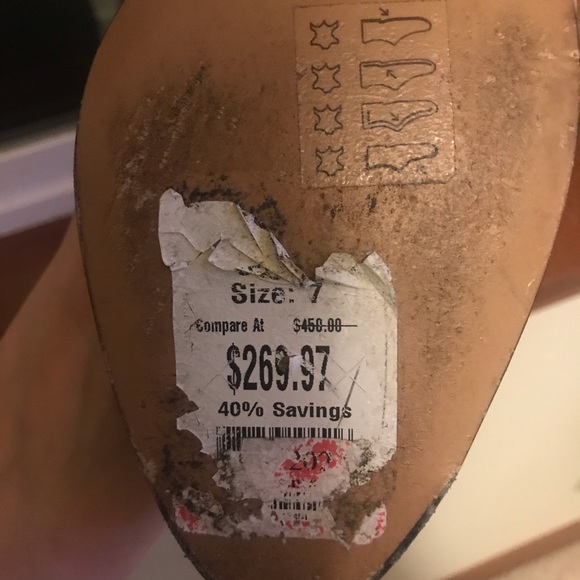 Size: 7
Compare At $450.00
$269.97
40% Savings